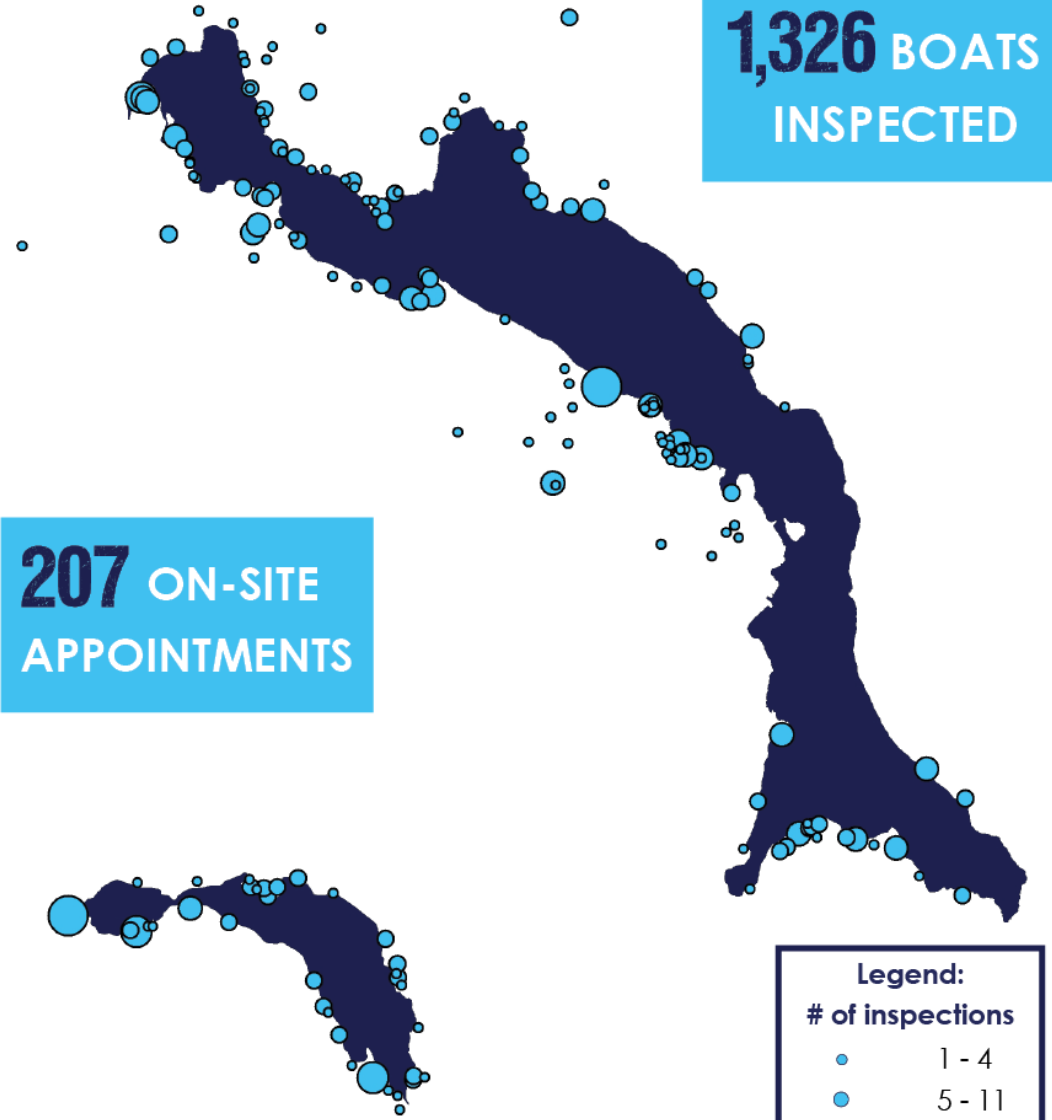 1,326 BOATS
INSPECTED
207 ON-SITE
APPOINTMENTS
Legend:
# of inspections
1 - 4
5 - 11